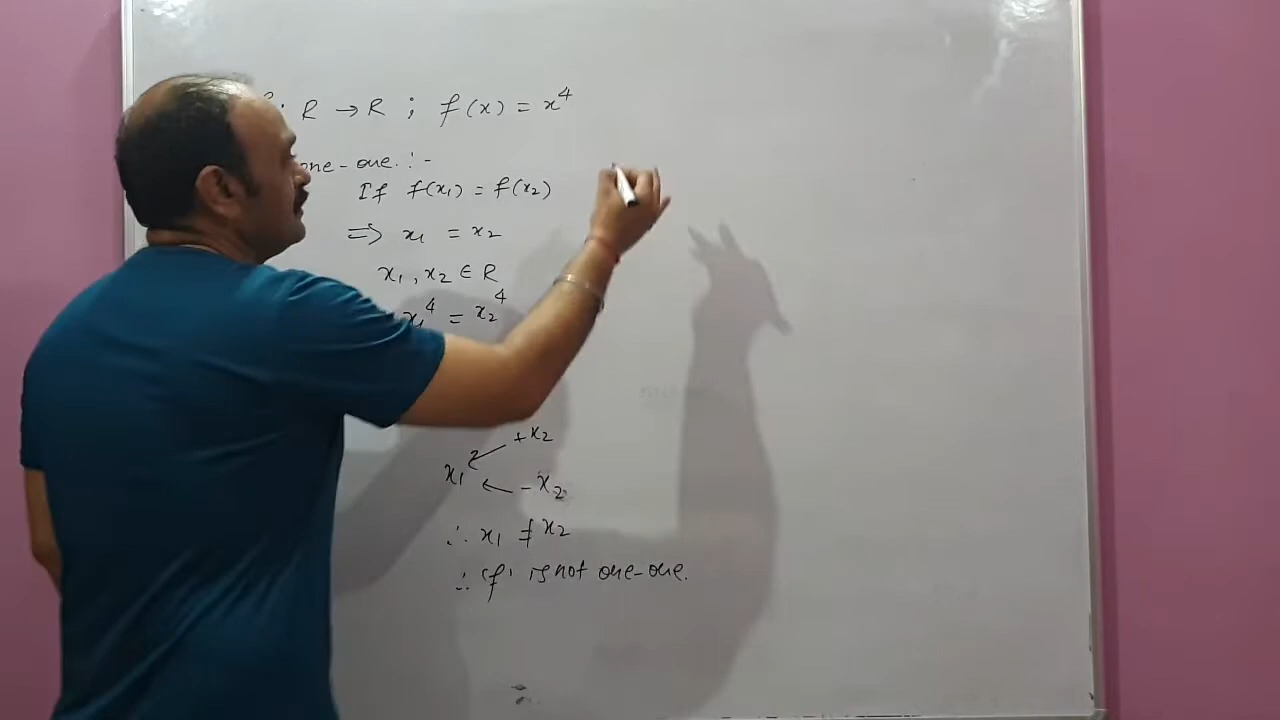 : R → R ; f(x) = x⁴
one-one :-
If f(x₁) = f(x₂)
⇒ x₁ = x₂
x₁, x₂ ∈ R
x₁⁴ = x₂⁴
+x₂
x₁
-x₂
∴ x₁ ≠ x₂
∴ 'f' is not one-one.